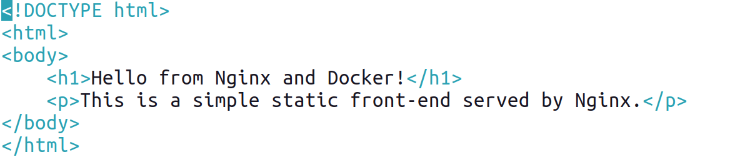 <!DOCTYPE html>
<html>
<body>
    <h1>Hello from Nginx and Docker!</h1>
    <p>This is a simple static front-end served by Nginx.</p>
</body>
</html>